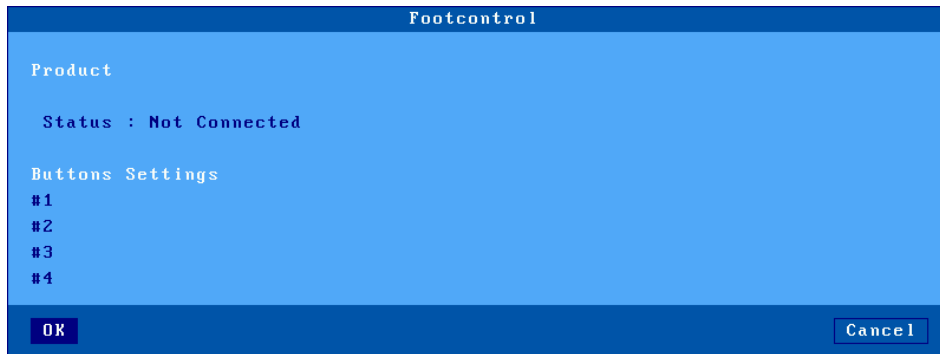 Footcontrol
Product
Status : Not Connected
Buttons Settings
#1
#2
#3
#4
OK Cancel